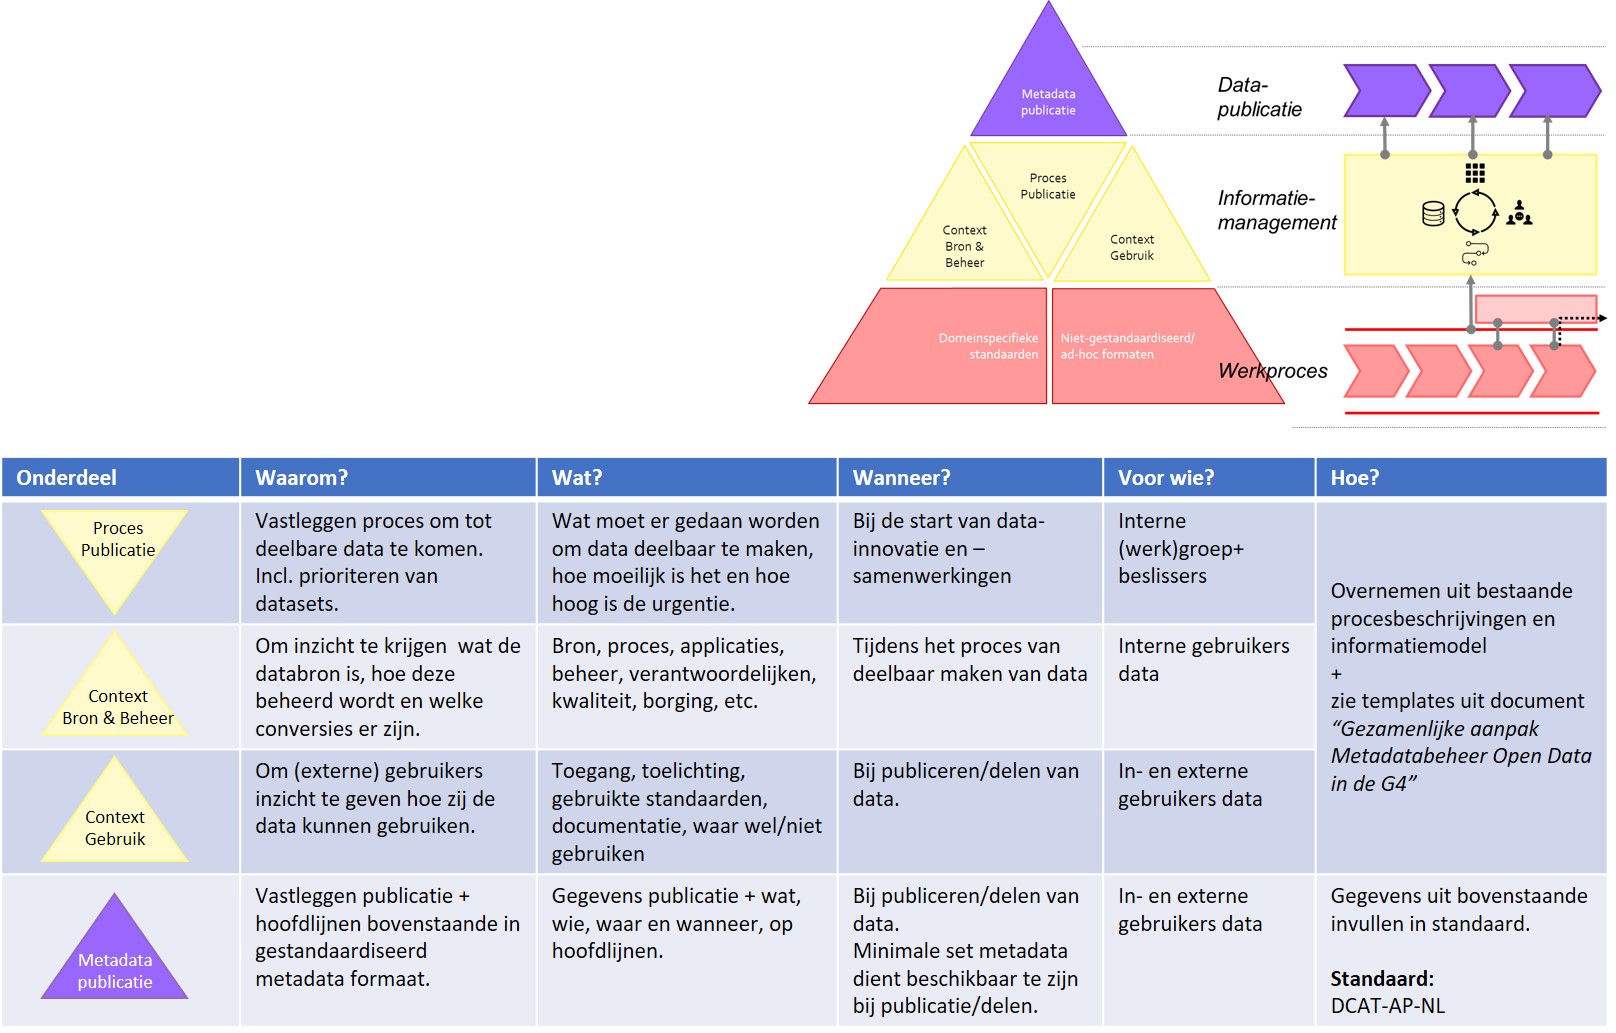 Metadata
publicatie
Data-
publicatie
Proces
Publicatie
Context
Bron &
Beheer
Context
Gebruik
Informatie-
management
Domeinspecifieke
standaarden
Niet-gestandaardiseerd/
ad-hoc formaten
Werkproces
Onderdeel
Waarom?
Wat?
Wanneer?
Voor wie?
Hoe?
Proces
Publicatie
Vastleggen proces om tot
deelbare data te komen.
Incl. prioriteren van
datasets.
Wat moet er gedaan worden
om data deelbaar te maken,
hoe moeilijk is het en hoe
hoog is de urgentie.
Bij de start van data-
innovatie en –
samenwerkingen
Interne
(werk)groep+
beslissers
Overnemen uit bestaande
procesbeschrijvingen en
informatiemodel
+
zie templates uit document
“Gezamenlijke aanpak
Metadatabeheer Open Data
in de G4”
Context
Bron & Beheer
Om inzicht te krijgen  wat de
databron is, hoe deze
beheerd wordt en welke
conversies er zijn.
Bron, proces, applicaties,
beheer, verantwoordelijken,
kwaliteit, borging, etc.
Tijdens het proces van
deelbaar maken van data
Interne gebruikers
data
Context
Gebruik
Om (externe) gebruikers
inzicht te geven hoe zij de
data kunnen gebruiken.
Toegang, toelichting,
gebruikte standaarden,
documentatie, waar wel/niet
gebruiken
Bij publiceren/delen van
data.
In- en externe
gebruikers data
Metadata
publicatie
Vastleggen publicatie +
hoofdlijnen bovenstaande in
gestandaardiseerd
metadata formaat.
Gegevens publicatie + wat,
wie, waar en wanneer, op
hoofdlijnen.
Bij publiceren/delen van
data.
Minimale set metadata
dient beschikbaar te zijn
bij publicatie/delen.
In- en externe
gebruikers data
Gegevens uit bovenstaande
invullen in standaard.
Standaard:
DCAT-AP-NL